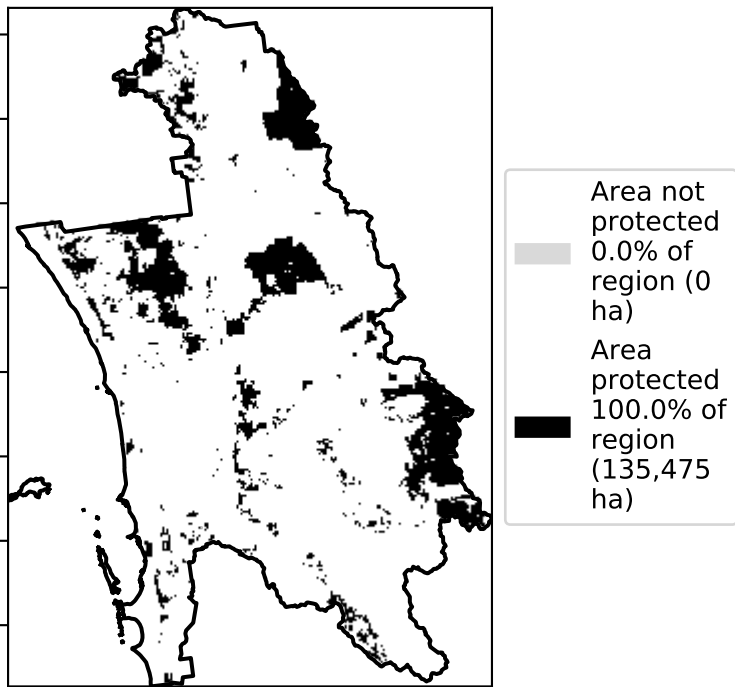 Area not
protected
0.0% of
region (0
ha)
Area
protected
100.0% of
region
(135,475
ha)